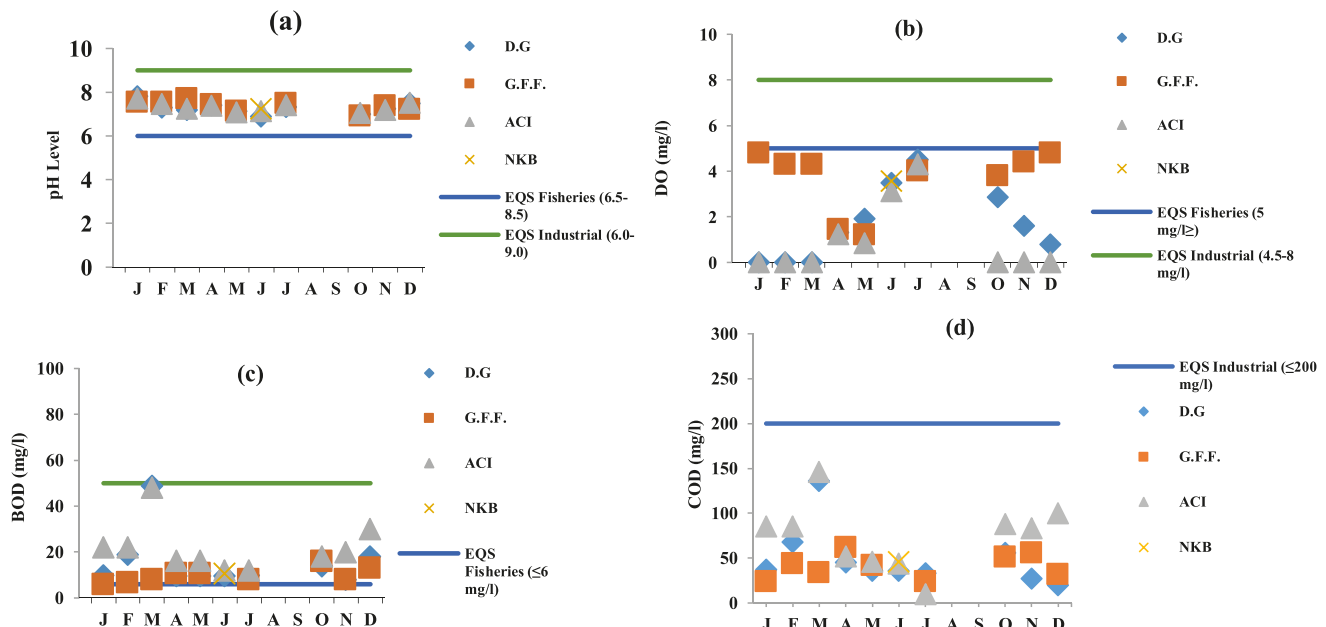 (a)
10
8
6
4
2
0
pH Level
J F M A M J J A S O N D
D.G
G.F.F.
ACI
NKB
EQS Fisheries (6.5-
8.5)
EQS Industrial (6.0-
9.0)
(b)
10
8
6
4
2
0
DO (mg/l)
J F M A M J J A S O N D
D.G
G.F.F.
ACI
NKB
EQS Fisheries (5
mg/l≥)
EQS Industrial (4.5-8
mg/l)
(c)
100
80
60
40
20
0
BOD (mg/l)
J F M A M J J A S O N D
D.G
G.F.F.
ACI
NKB
EQS
Fisheries (≤6
mg/l)
(d)
300
250
200
150
100
50
0
COD (mg/l)
J F M A M J J A S O N D
EQS Industrial (≤200
mg/l)
D.G
G.F.F.
ACI
NKB